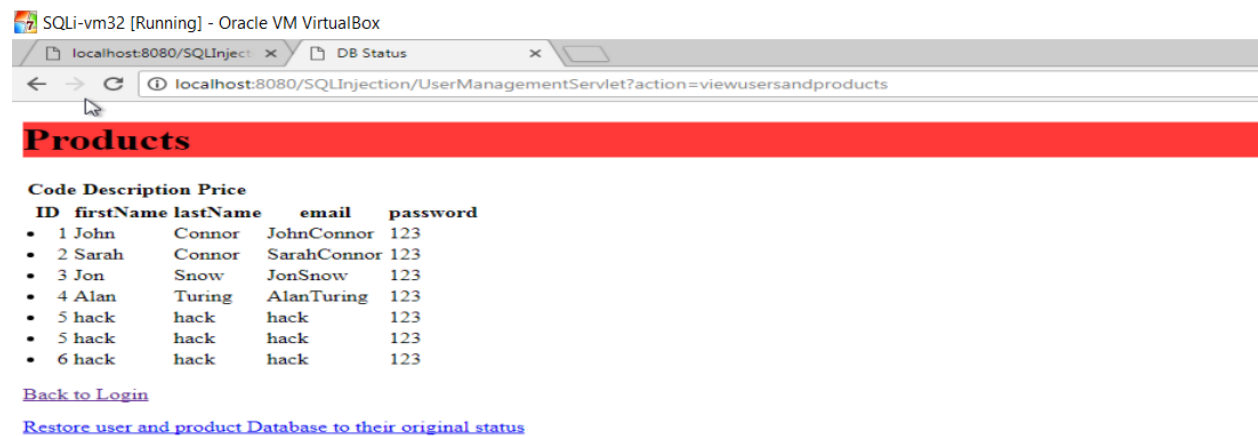 SQLi-vm32 [Running] - Oracle VM VirtualBox
localhost:8080/SQLInject DB Status
localhost:8080/SQLInjection/UserManagementServlet?action=viewusersandproducts
Products
Code Description Price
ID firstName lastName email password
• 1 John Connor JohnConnor 123
• 2 Sarah Connor SarahConnor 123
• 3 Jon Snow JonSnow 123
• 4 Alan Turing AlanTuring 123
• 5 hack hack hack 123
• 5 hack hack hack 123
• 6 hack hack hack 123
Back to Login
Restore user and product Database to their original status